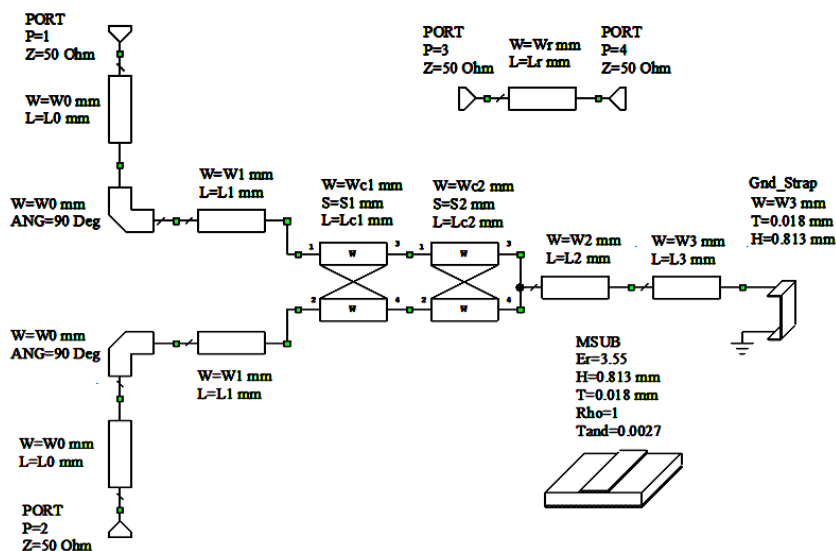 PORT
P=1
Z=50 Ohm
W=W0 mm
L=L0 mm
W=W0 mm
ANG=90 Deg
W=W1 mm
L=L1 mm
W=Wc1 mm
S=S1 mm
L=Lc1 mm
W=Wc2 mm
S=S2 mm
L=Lc2 mm
1
3
W
2
4
W
1
3
W
2
4
W
W=W2 mm
L=L2 mm
W=W3 mm
L=L3 mm
Gnd_Strap
W=W3 mm
T=0.018 mm
H=0.813 mm
PORT
P=3
Z=50 Ohm
W=Wr mm
L=Lr mm
PORT
P=4
Z=50 Ohm
W=W0 mm
ANG=90 Deg
W=W1 mm
L=L1 mm
W=W0 mm
L=L0 mm
PORT
P=2
Z=50 Ohm
MSUB
Er=3.55
H=0.813 mm
T=0.018 mm
Rho=1
Tand=0.0027